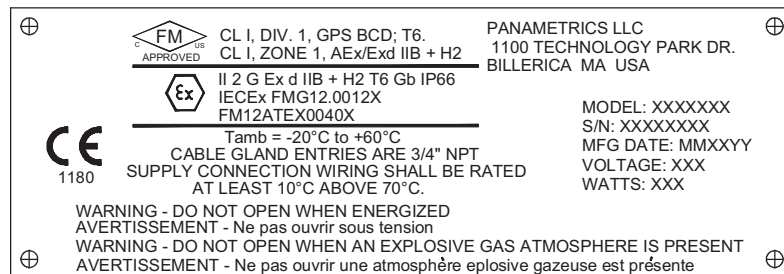 FM
C US
APPROVED
CL I, DIV. 1, GPS BCD; T6.
CL I, ZONE 1, AEx/Exd IIB + H2
PANAMETRICS LLC
1100 TECHNOLOGY PARK DR.
BILLERICA MA USA
Ex
II 2 G Ex d IIB + H2 T6 Gb IP66
IECEx FMG12.0012X
FM12ATEX0040X
MODEL: XXXXXXX
S/N: XXXXXXXX
MFG DATE: MMXXYY
VOLTAGE: XXX
WATTS: XXX
CE
1180
Tamb = -20°C to +60°C
CABLE GLAND ENTRIES ARE 3/4" NPT
SUPPLY CONNECTION WIRING SHALL BE RATED
AT LEAST 10°C ABOVE 70°C.
WARNING - DO NOT OPEN WHEN ENERGIZED
AVERTISSEMENT - Ne pas ouvrir sous tension
WARNING - DO NOT OPEN WHEN AN EXPLOSIVE GAS ATMOSPHERE IS PRESENT
AVERTISSEMENT - Ne pas ouvrir une atmosphère eplosive gazeuse est présente